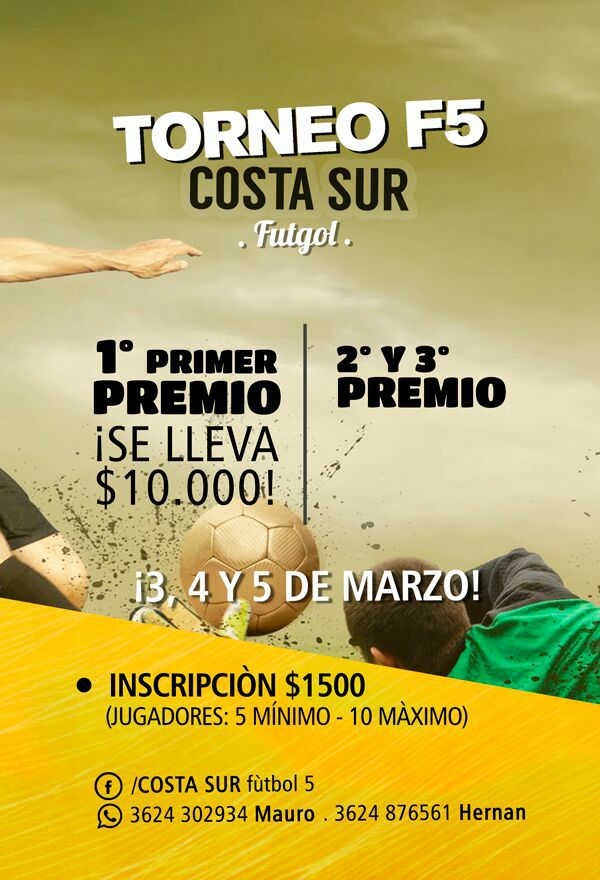 TORNEO F5
COSTA SUR
. Futgol .
1° PRIMER
PREMIO
¡SE LLEVA
$10.000!
2° Y 3°
PREMIO
¡3, 4 Y 5 DE MARZO!
• INSCRIPCIÒN $1500
(JUGADORES: 5 MÍNIMO - 10 MÀXIMO)
/COSTA SUR fùtbol 5
3624 302934 Mauro . 3624 876561 Hernan